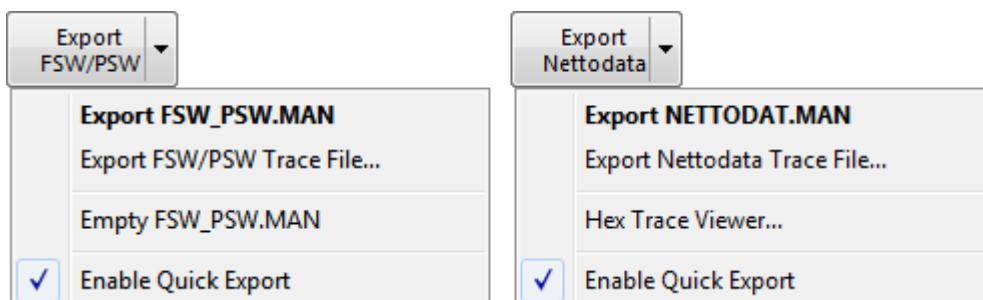 Export
FSW/PSW
Export FSW_PSW.MAN
Export FSW/PSW Trace File...
Empty FSW_PSW.MAN
Enable Quick Export
Export
Nettodata
Export NETTODAT.MAN
Export Nettodata Trace File...
Hex Trace Viewer...
Enable Quick Export